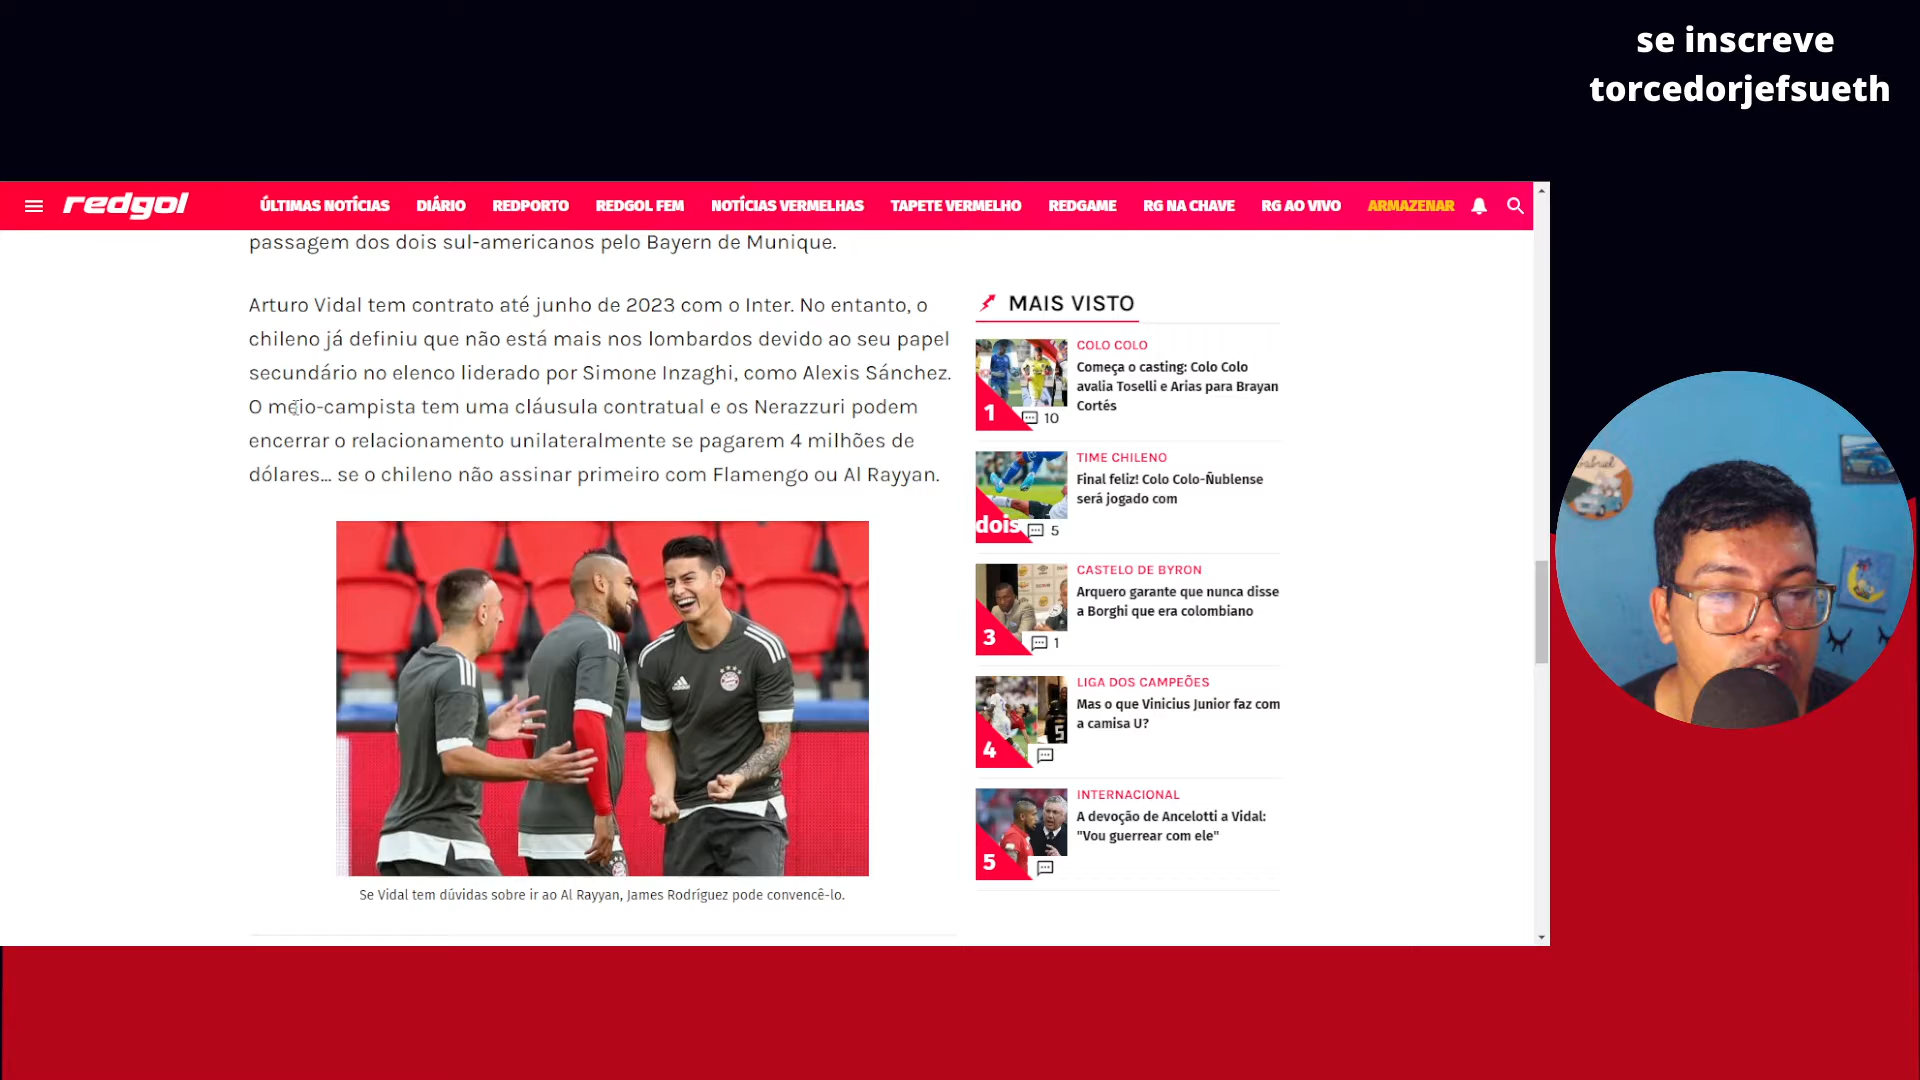 se inscreve
torcedorjefsueth
redgol
ÚLTIMAS NOTÍCIAS DIÁRIO REDPORTO REDGOL FEM NOTÍCIAS VERMELHAS TAPETE VERMELHO REDGAME RG NA CHAVE RG AO VIVO ARMAZENAR
passagem dos dois sul-americanos pelo Bayern de Munique.
Arturo Vidal tem contrato até junho de 2023 com o Inter. No entanto, o
chileno já definiu que não está mais nos lombardos devido ao seu papel
secundário no elenco liderado por Simone Inzaghi, como Alexis Sánchez.
O meio-campista tem uma cláusula contratual e os Nerazzuri podem
encerrar o relacionamento unilateralmente se pagarem 4 milhões de
dólares... se o chileno não assinar primeiro com Flamengo ou Al Rayyan.
Se Vidal tem dúvidas sobre ir ao Al Rayyan, James Rodríguez pode convencê-lo.
MAIS VISTO
COLO COLO
Começa o casting: Colo Colo
avalia Toselli e Arias para Brayan
Cortés
1
10
TIME CHILENO
Final feliz! Colo Colo-Ñublense
será jogado com
dois
5
CASTELO DE BYRON
Arquero garante que nunca disse
a Borghi que era colombiano
3
1
LIGA DOS CAMPEÕES
Mas o que Vinicius Junior faz com
a camisa U?
4
INTERNACIONAL
A devoção de Ancelotti a Vidal:
"Vou guerrear com ele"
5